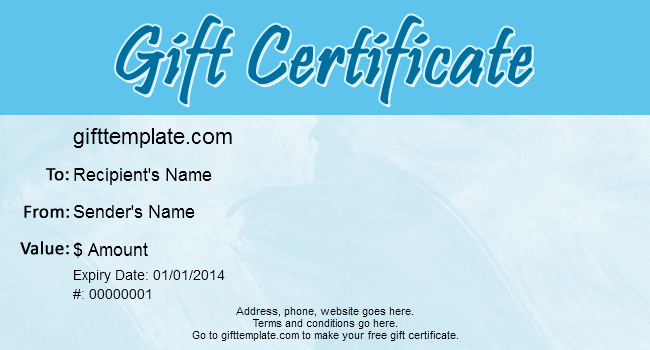 Gift Certificate
gifttemplate.com
To: Recipient's Name
From: Sender's Name
Value: $ Amount
Expiry Date: 01/01/2014
#: 00000001
Address, phone, website goes here.
Terms and conditions go here.
Go to gifttemplate.com to make your free gift certificate.